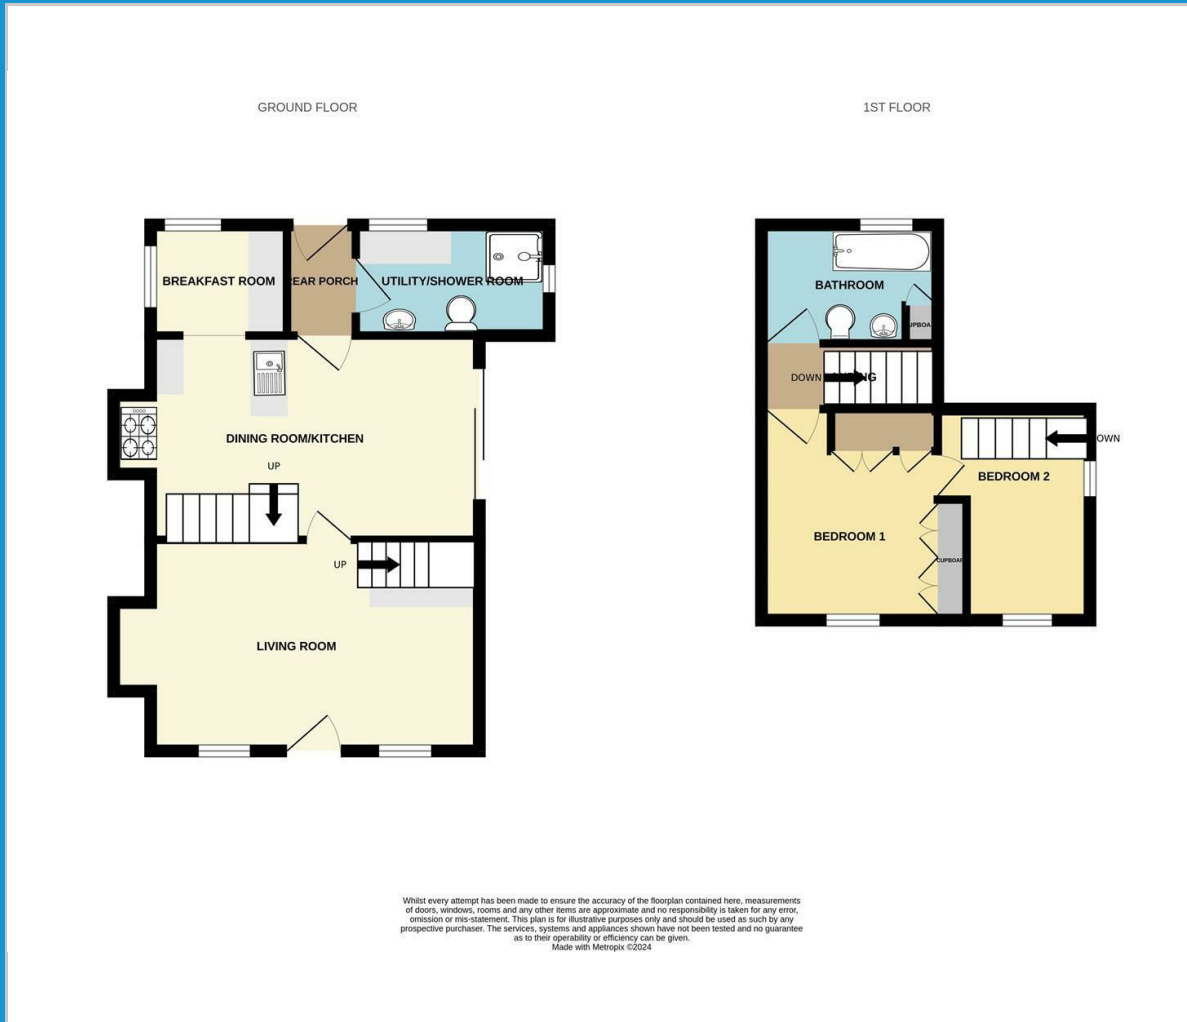 GROUND FLOOR
1ST FLOOR
BREAKFAST ROOM
REAR PORCH
UTILITY/SHOWER ROOM
DINING ROOM/KITCHEN
UP
UP
LIVING ROOM
BATHROOM
UPBOA
DOWN
BEDROOM 1
CUPBOAR
BEDROOM 2
OWN
Whilst every attempt has been made to ensure the accuracy of the floorplan contained here, measurements
of doors, windows, rooms and any other items are approximate and no responsibility is taken for any error,
omission or mis-statement. This plan is for illustrative purposes only and should be used as such by any
prospective purchaser. The services, systems and appliances shown have not been tested and no guarantee
as to their operability or efficiency can be given.
Made with Metropix ©2024